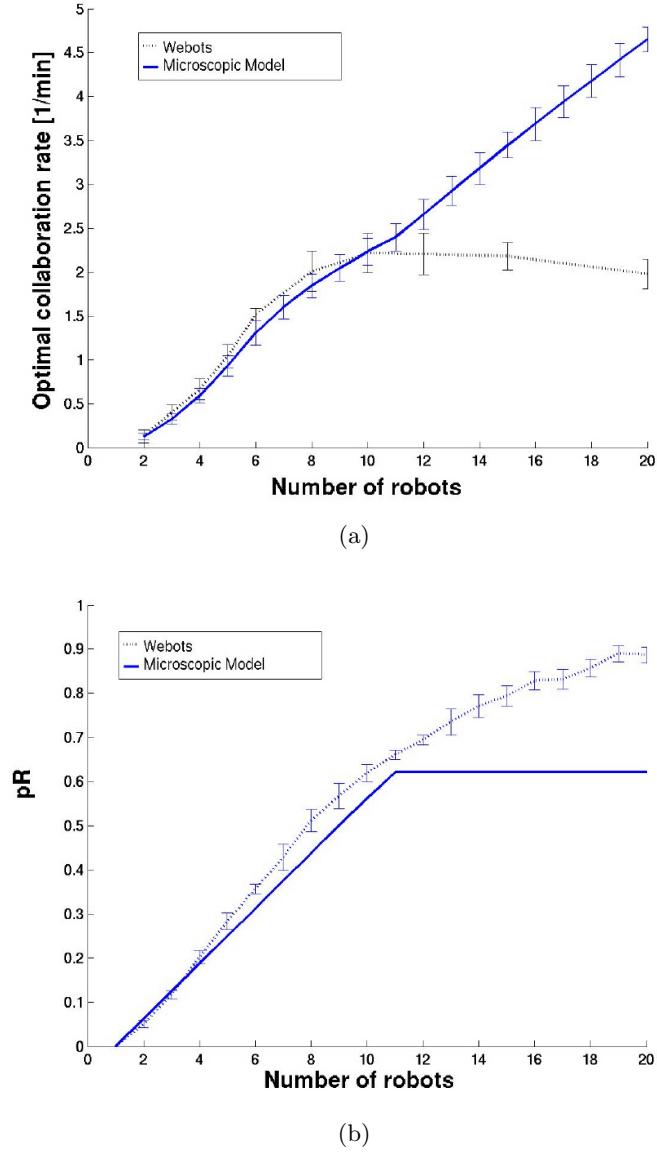 5
4.5
4
3.5
3
2.5
2
1.5
1
0.5
0
Optimal collaboration rate [1/min]
Webots
Microscopic Model
0 2 4 6 8 10 12 14 16 18 20
Number of robots
(a)
1
0.9
0.8
0.7
0.6
0.5
0.4
0.3
0.2
0.1
0
pR
Webots
Microscopic Model
0 2 4 6 8 10 12 14 16 18 20
Number of robots
(b)